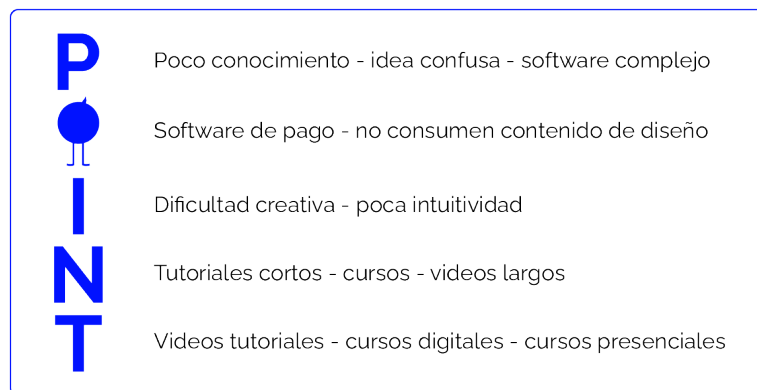 P
Poco conocimiento - idea confusa - software complejo
Software de pago - no consumen contenido de diseño
I
Dificultad creativa - poca intuitividad
N
Tutoriales cortos - cursos - videos largos
T
Videos tutoriales - cursos digitales - cursos presenciales